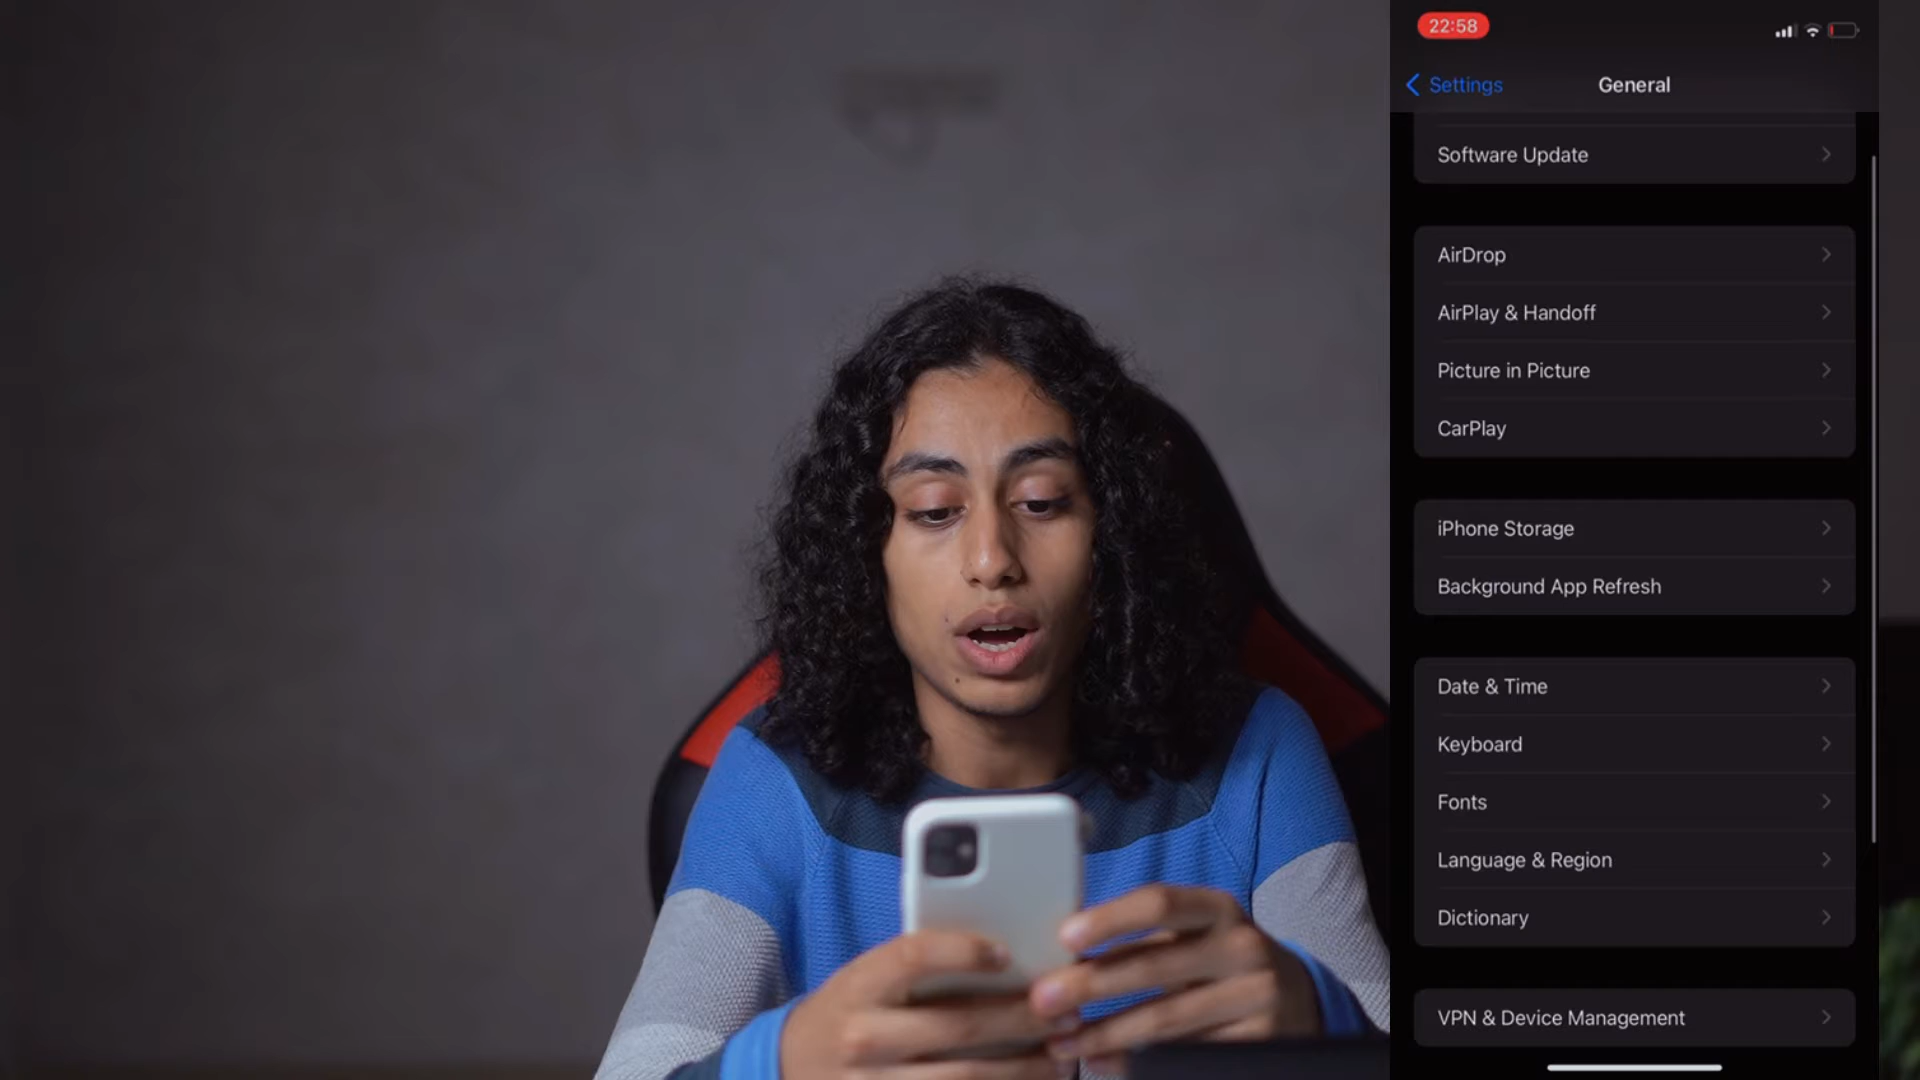 22:58
Settings
General
Software Update
AirDrop
AirPlay & Handoff
Picture in Picture
CarPlay
iPhone Storage
Background App Refresh
Date & Time
Keyboard
Fonts
Language & Region
Dictionary
VPN & Device Management